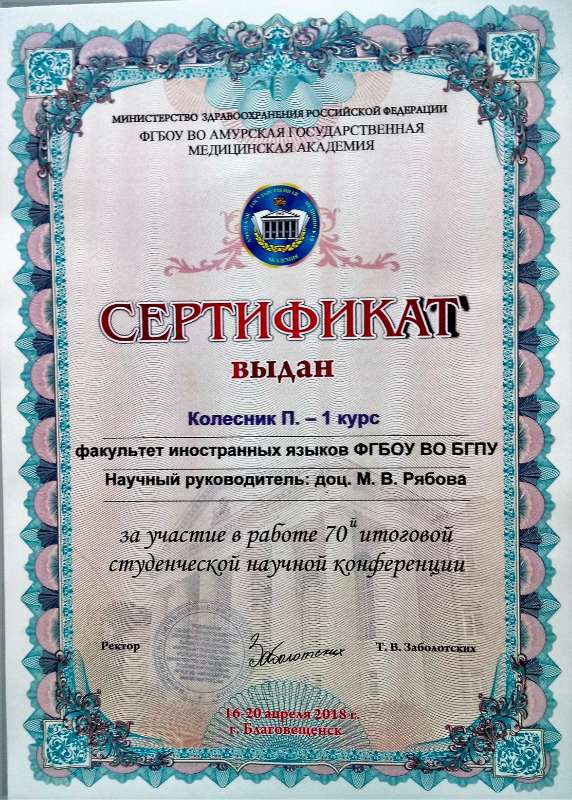 МИНИСТЕРСТВО ЗДРАВООХРАНЕНИЯ РОССИЙСКОЙ ФЕДЕРАЦИИ
ФГБОУ ВО АМУРСКАЯ ГОСУДАРСТВЕННАЯ
МЕДИЦИНСКАЯ АКАДЕМИЯ
СЕРТИФИКАТ
выдан
Колесник П. – 1 курс
факультет иностранных языков ФГБОУ ВО БГПУ
Научный руководитель: доц. М. В. Рябова
за участие в работе 70й итоговой
студенческой научной конференции
Ректор Заболотских Т. В. Заболотских
16-20 апреля 2018 г.
г. Благовещенск